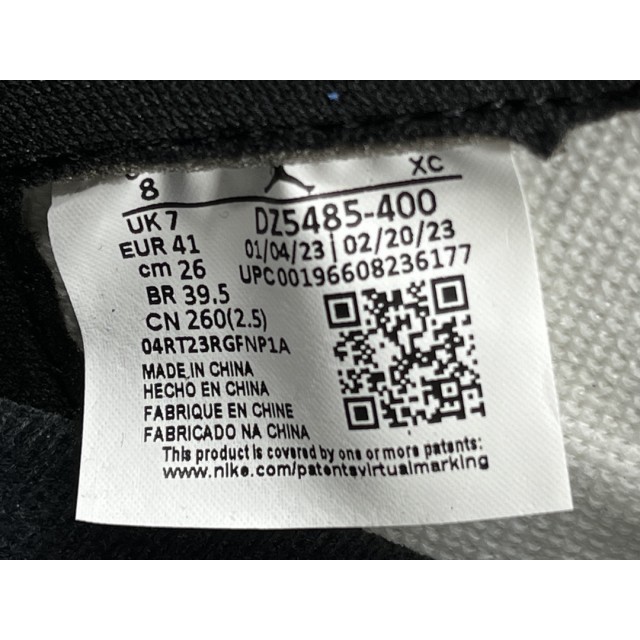 8
XC
UK 7
DZ5485-400
EUR 41
01/04/23 | 02/20/23
cm 26
UPC00196608236177
BR 39.5
CN 260(2.5)
04RT23RGFNP1A
MADE IN CHINA
HECHO EN CHINA
FABRIQUE EN CHINE
FABRICADO NA CHINA
This product is covered by one or more patents:
www.nike.com/patentsvirtualmarking